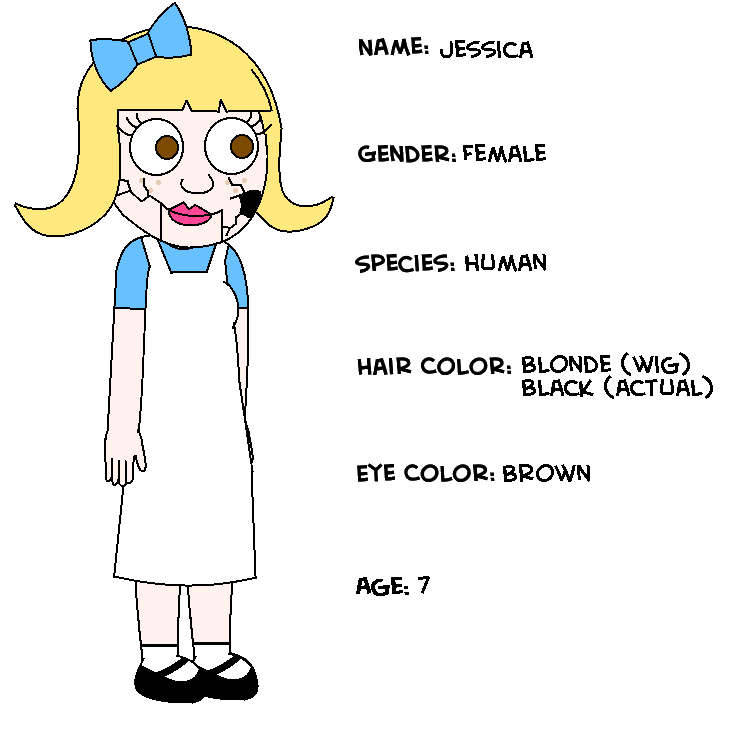 NAME: JESSICA
GENDER: FEMALE
SPECIES: HUMAN
HAIR COLOR: BLONDE (WIG)
BLACK (ACTUAL)
EYE COLOR: BROWN
AGE: 7